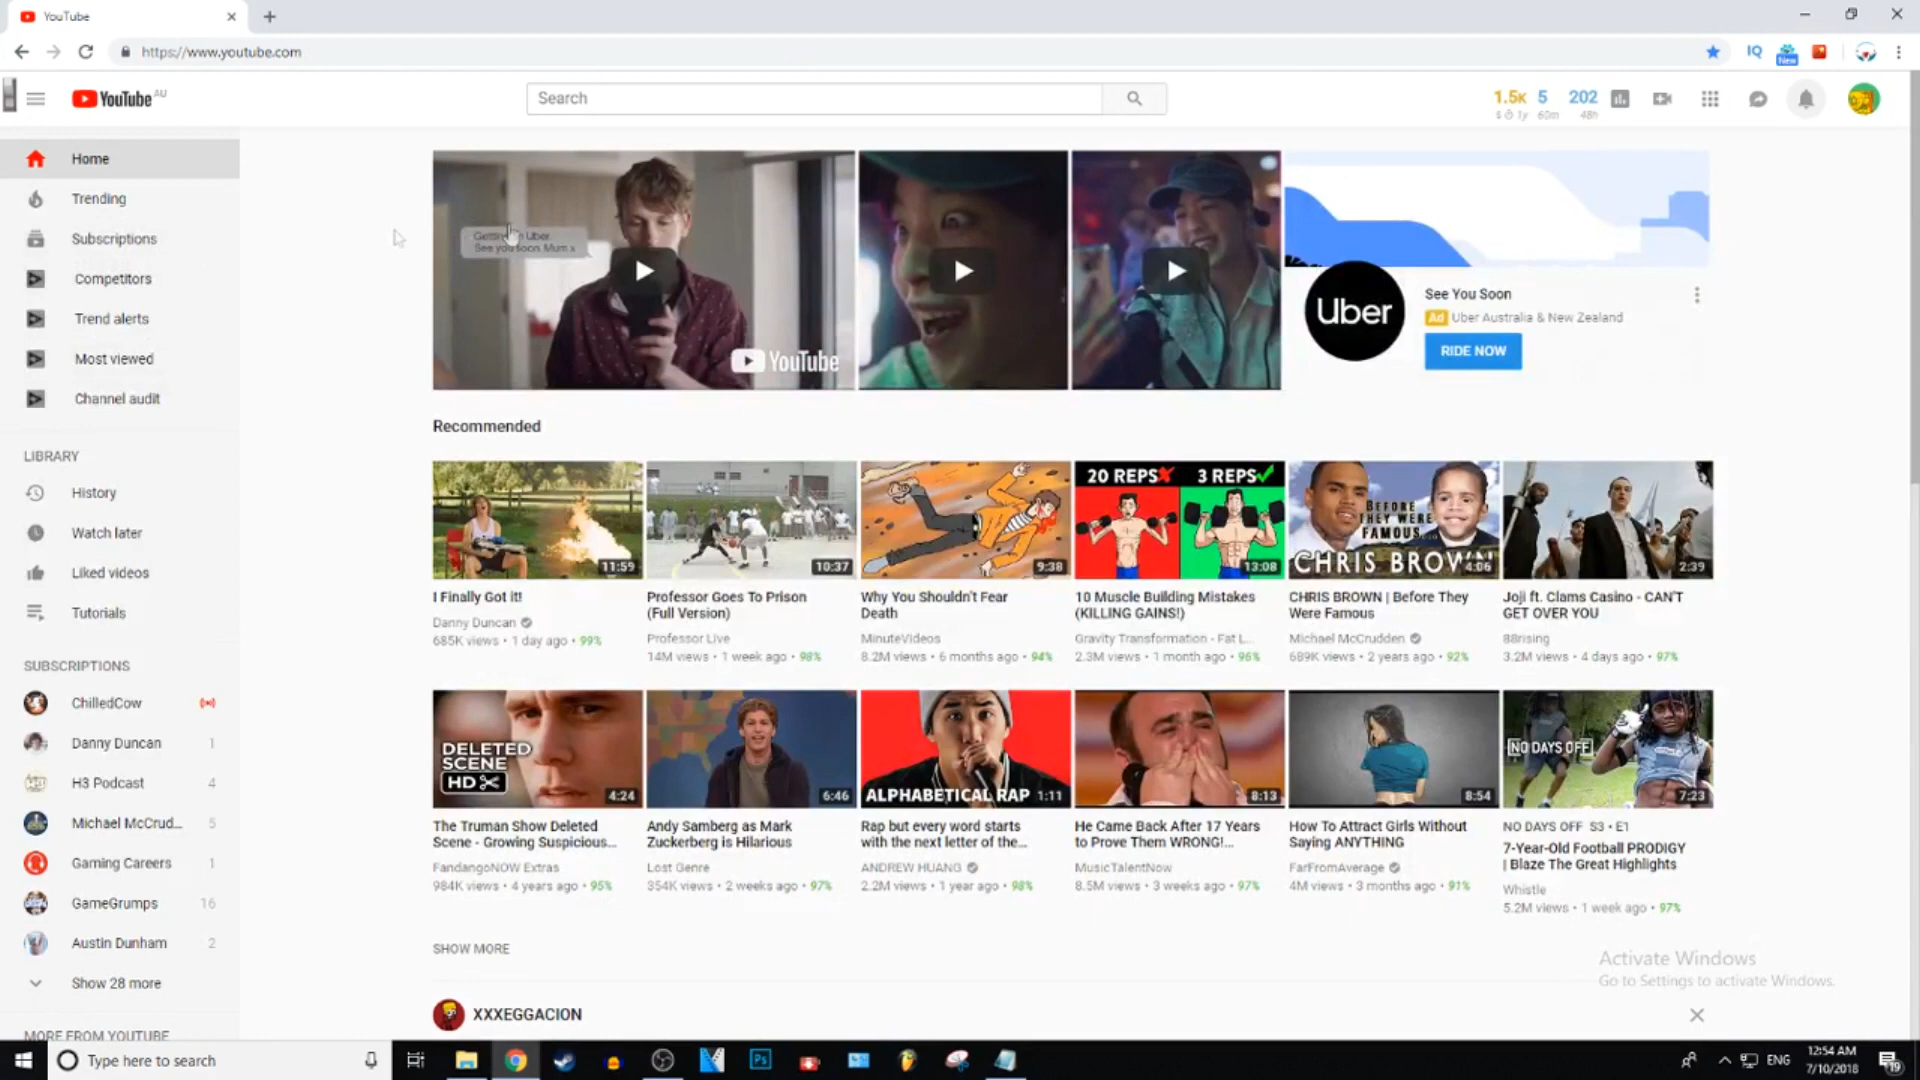 YouTube
https://www.youtube.com
IQ
New
YouTube AU
Search
1.5K 5 202
$ 1y 60m 48h
Home
Trending
Subscriptions
Competitors
Trend alerts
Most viewed
Channel audit
LIBRARY
History
Watch later
Liked videos
Tutorials
SUBSCRIPTIONS
ChilledCow
Danny Duncan 1
H3 Podcast 4
Michael McCrud... 5
Gaming Careers 1
GameGrumps 16
Austin Dunham 2
Show 28 more
MORE FROM YOUTUBE
Uber.
See you soon. Mum x
YouTube
Uber
See You Soon
Ad Uber Australia & New Zealand
RIDE NOW
Recommended
11:59
I Finally Got it!
Danny Duncan
685K views • 1 day ago • 99%
10:37
Professor Goes To Prison
(Full Version)
Professor Live
14M views • 1 week ago • 98%
9:38
Why You Shouldn't Fear
Death
MinuteVideos
8.2M views • 6 months ago • 94%
20 REPS 3 REPS
13:08
10 Muscle Building Mistakes
(KILLING GAINS!)
Gravity Transformation - Fat L...
2.3M views • 1 month ago • 96%
BEFORE
THEY WERE
FAMOUS...
CHRIS BROWN
4:06
CHRIS BROWN | Before They
Were Famous
Michael McCrudden
689K views • 2 years ago • 92%
2:39
Joji ft. Clams Casino - CAN'T
GET OVER YOU
88rising
3.2M views • 4 days ago • 97%
DELETED
SCENE
HD
4:24
The Truman Show Deleted
Scene - Growing Suspicious...
FandangoNOW Extras
984K views • 4 years ago • 95%
6:46
Andy Samberg as Mark
Zuckerberg is Hilarious
Lost Genre
354K views • 2 weeks ago • 97%
ALPHABETICAL RAP 1:11
Rap but every word starts
with the next letter of the...
ANDREW HUANG
2.2M views • 1 year ago • 98%
8:13
He Came Back After 17 Years
to Prove Them WRONG!...
MusicTalentNow
8.5M views • 3 weeks ago • 97%
8:54
How To Attract Girls Without
Saying ANYTHING
FarFromAverage
4M views • 3 months ago • 91%
NO DAYS OFF
7:23
NO DAYS OFF S3 • E1
7-Year-Old Football PRODIGY
| Blaze The Great Highlights
Whistle
5.2M views • 1 week ago • 97%
SHOW MORE
Activate Windows
Go to Settings to activate Windows.
XXXEGGACION
Type here to search
Ps
ENG
12:54 AM
7/10/2018
19